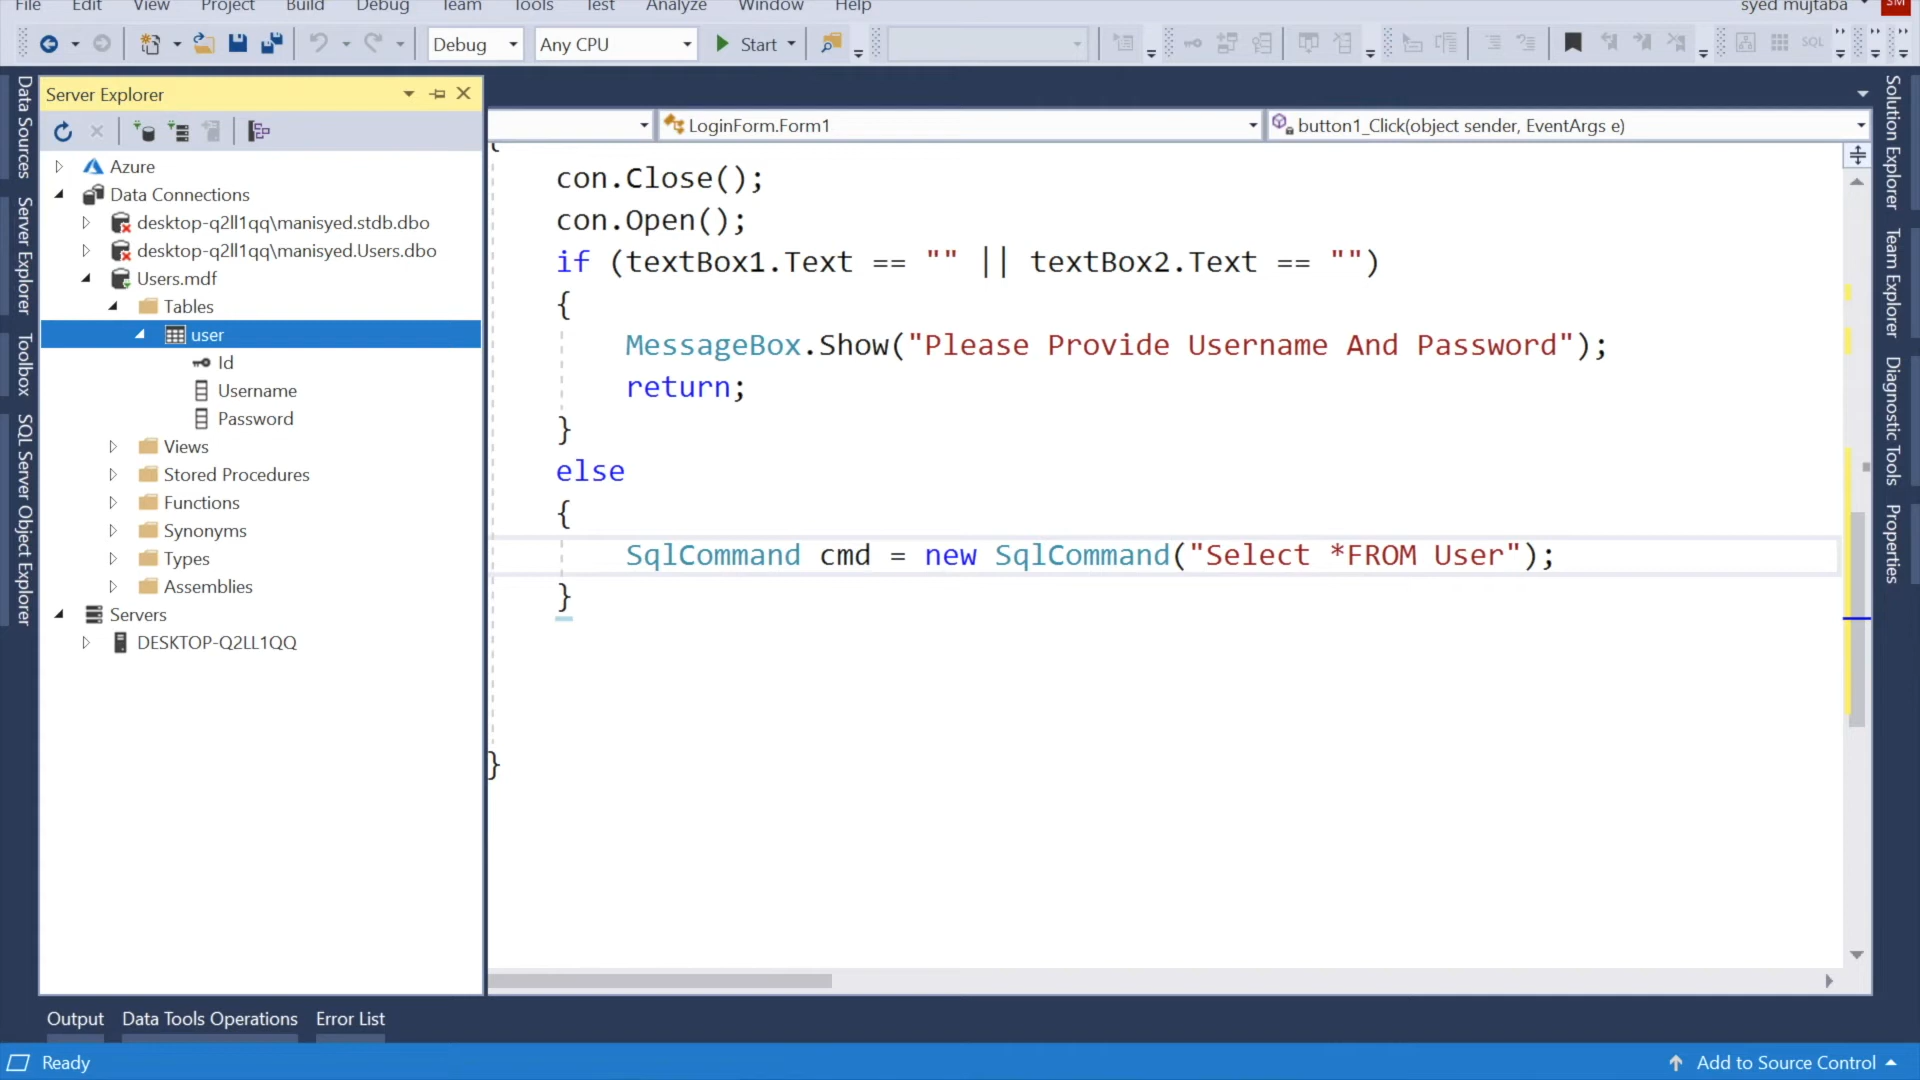 File Edit View Project Build Debug Team Tools Test Analyze Window Help syed mujtaba SM
Debug Any CPU Start SQL
Server Explorer
Azure
Data Connections
desktop-q2ll1qq\manisyed.stdb.dbo
desktop-q2ll1qq\manisyed.Users.dbo
Users.mdf
Tables
user
Id
Username
Password
Views
Stored Procedures
Functions
Synonyms
Types
Assemblies
Servers
DESKTOP-Q2LL1QQ
Data Sources
Server Explorer
Toolbox
SQL Server Object Explorer
LoginForm.Form1
button1_Click(object sender, EventArgs e)
{
con.Close();
con.Open();
if (textBox1.Text == "" || textBox2.Text == "")
{
MessageBox.Show("Please Provide Username And Password");
return;
}
else
{
SqlCommand cmd = new SqlCommand("Select *FROM User");
}
}
Solution Explorer
Team Explorer
Diagnostic Tools
Properties
Output Data Tools Operations Error List
Ready Add to Source Control